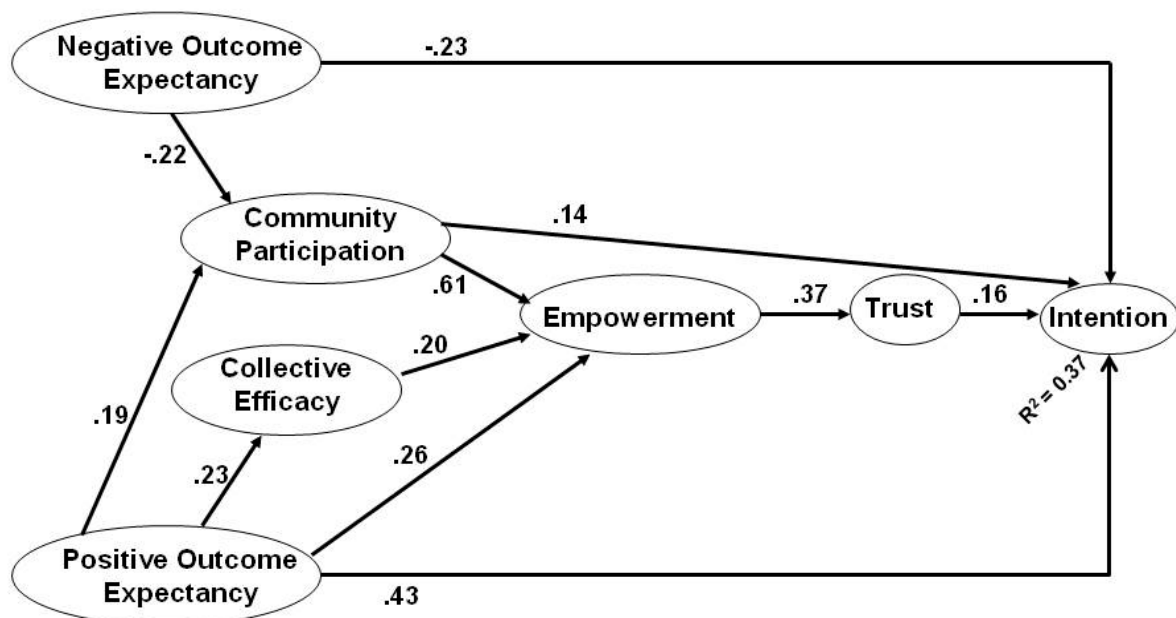 Negative Outcome
Expectancy
-.23
-.22
Community
Participation
.14
.61
Empowerment
.37
Trust
.16
Intention
R² = 0.37
.20
Collective
Efficacy
.19
.23
.26
Positive Outcome
Expectancy
.43